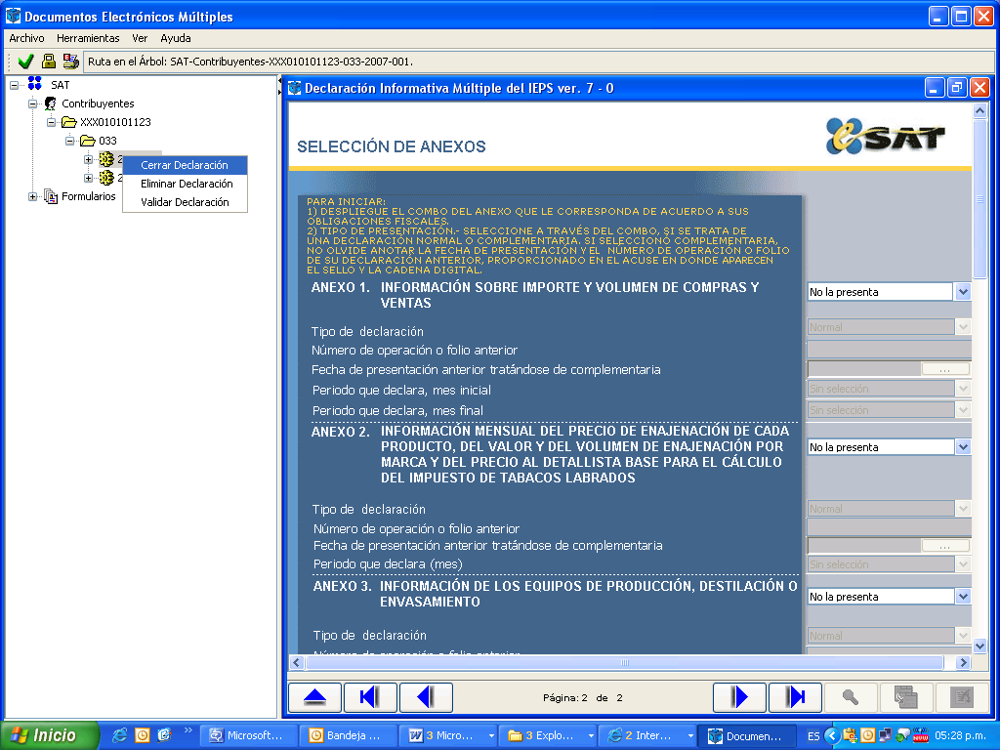 Documentos Electrónicos Múltiples
Archivo Herramientas Ver Ayuda
Ruta en el Árbol: SAT-Contribuyentes-XXX010101123-033-2007-001.
SAT
Contribuyentes
XXX010101123
033
2
2
Formularios
Cerrar Declaración
Eliminar Declaración
Validar Declaración
Declaración Informativa Múltiple del IEPS ver. 7 - 0
SELECCIÓN DE ANEXOS
eSAT
PARA INICIAR:
1) DESPLIEGUE EL COMBO DEL ANEXO QUE LE CORRESPONDA DE ACUERDO A SUS
OBLIGACIONES FISCALES.
2) TIPO DE PRESENTACIÓN.- SELECCIONE A TRAVÉS DEL COMBO, SI SE TRATA DE
UNA DECLARACIÓN NORMAL O COMPLEMENTARIA. SI SELECCIONÓ COMPLEMENTARIA,
NO OLVIDE ANOTAR LA FECHA DE PRESENTACIÓN Y EL NÚMERO DE OPERACIÓN O FOLIO
DE SU DECLARACIÓN ANTERIOR, PROPORCIONADO EN EL ACUSE EN DONDE APARECEN
EL SELLO Y LA CADENA DIGITAL.
ANEXO 1. INFORMACIÓN SOBRE IMPORTE Y VOLUMEN DE COMPRAS Y
VENTAS
No la presenta
Tipo de declaración
Normal
Número de operación o folio anterior
Fecha de presentación anterior tratándose de complementaria
...
Periodo que declara, mes inicial
Sin selección
Periodo que declara, mes final
Sin selección
ANEXO 2. INFORMACIÓN MENSUAL DEL PRECIO DE ENAJENACIÓN DE CADA
PRODUCTO, DEL VALOR Y DEL VOLUMEN DE ENAJENACIÓN POR
MARCA Y DEL PRECIO AL DETALLISTA BASE PARA EL CÁLCULO
DEL IMPUESTO DE TABACOS LABRADOS
No la presenta
Tipo de declaración
Normal
Número de operación o folio anterior
Fecha de presentación anterior tratándose de complementaria
...
Periodo que declara (mes)
Sin selección
ANEXO 3. INFORMACIÓN DE LOS EQUIPOS DE PRODUCCIÓN, DESTILACIÓN O
ENVASAMIENTO
No la presenta
Tipo de declaración
Normal
Número de operación o folio anterior
Página: 2 de 2
Inicio
Microsoft...
Bandeja ...
3 Micro...
3 Explo...
2 Inter...
Documen...
ES
05:28 p.m.